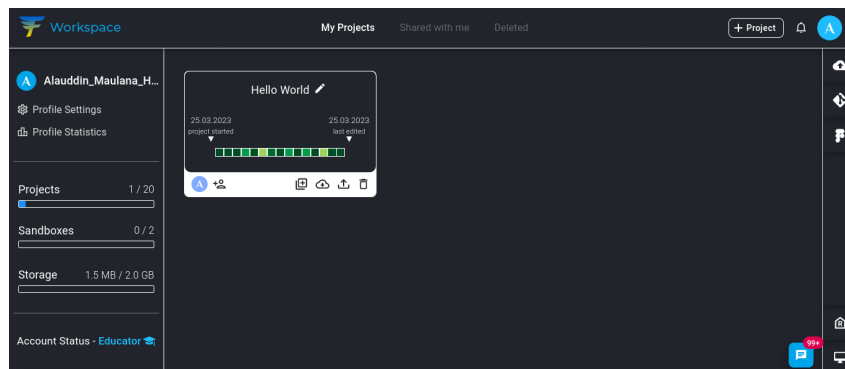 Workspace
My Projects
Shared with me
Deleted
+ Project
A
A
Alauddin_Maulana_H...
Profile Settings
Profile Statistics
Projects 1 / 20
Sandboxes 0 / 2
Storage 1.5 MB / 2.0 GB
Account Status - Educator
Hello World
25.03.2023 25.03.2023
project started last edited
A
R
99+